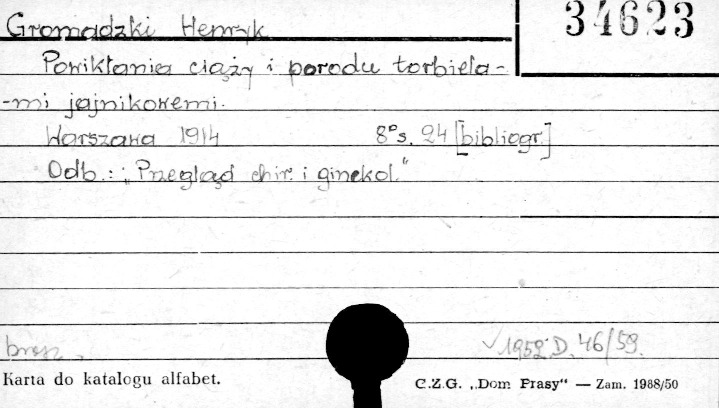 34623
Gromadzki Henryk
Powikłania ciąży i porodu torbiela-
-mi jajnikowemi.
Warszawa 1914 8° s. 24 [bibliogr.]
Odb.: „Przegląd chir. i ginekol."
brosz. 1952 D. 46/59.
Karta do katalogu alfabet. C.Z.G. „Dom Prasy" — Zam. 1988/50